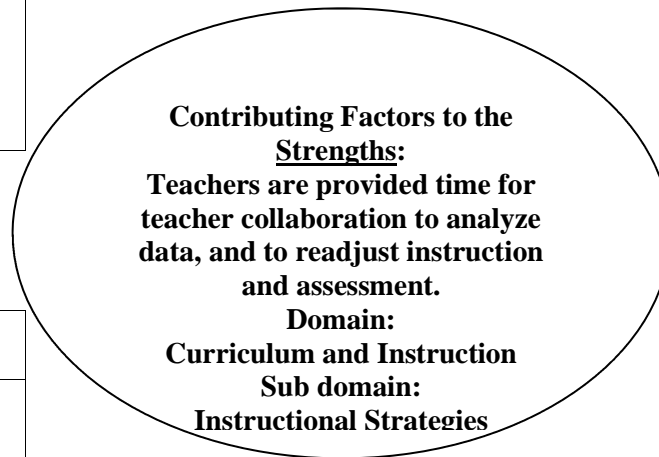 Contributing Factors to the
Strengths:
Teachers are provided time for
teacher collaboration to analyze
data, and to readjust instruction
and assessment.
Domain:
Curriculum and Instruction
Sub domain:
Instructional Strategies